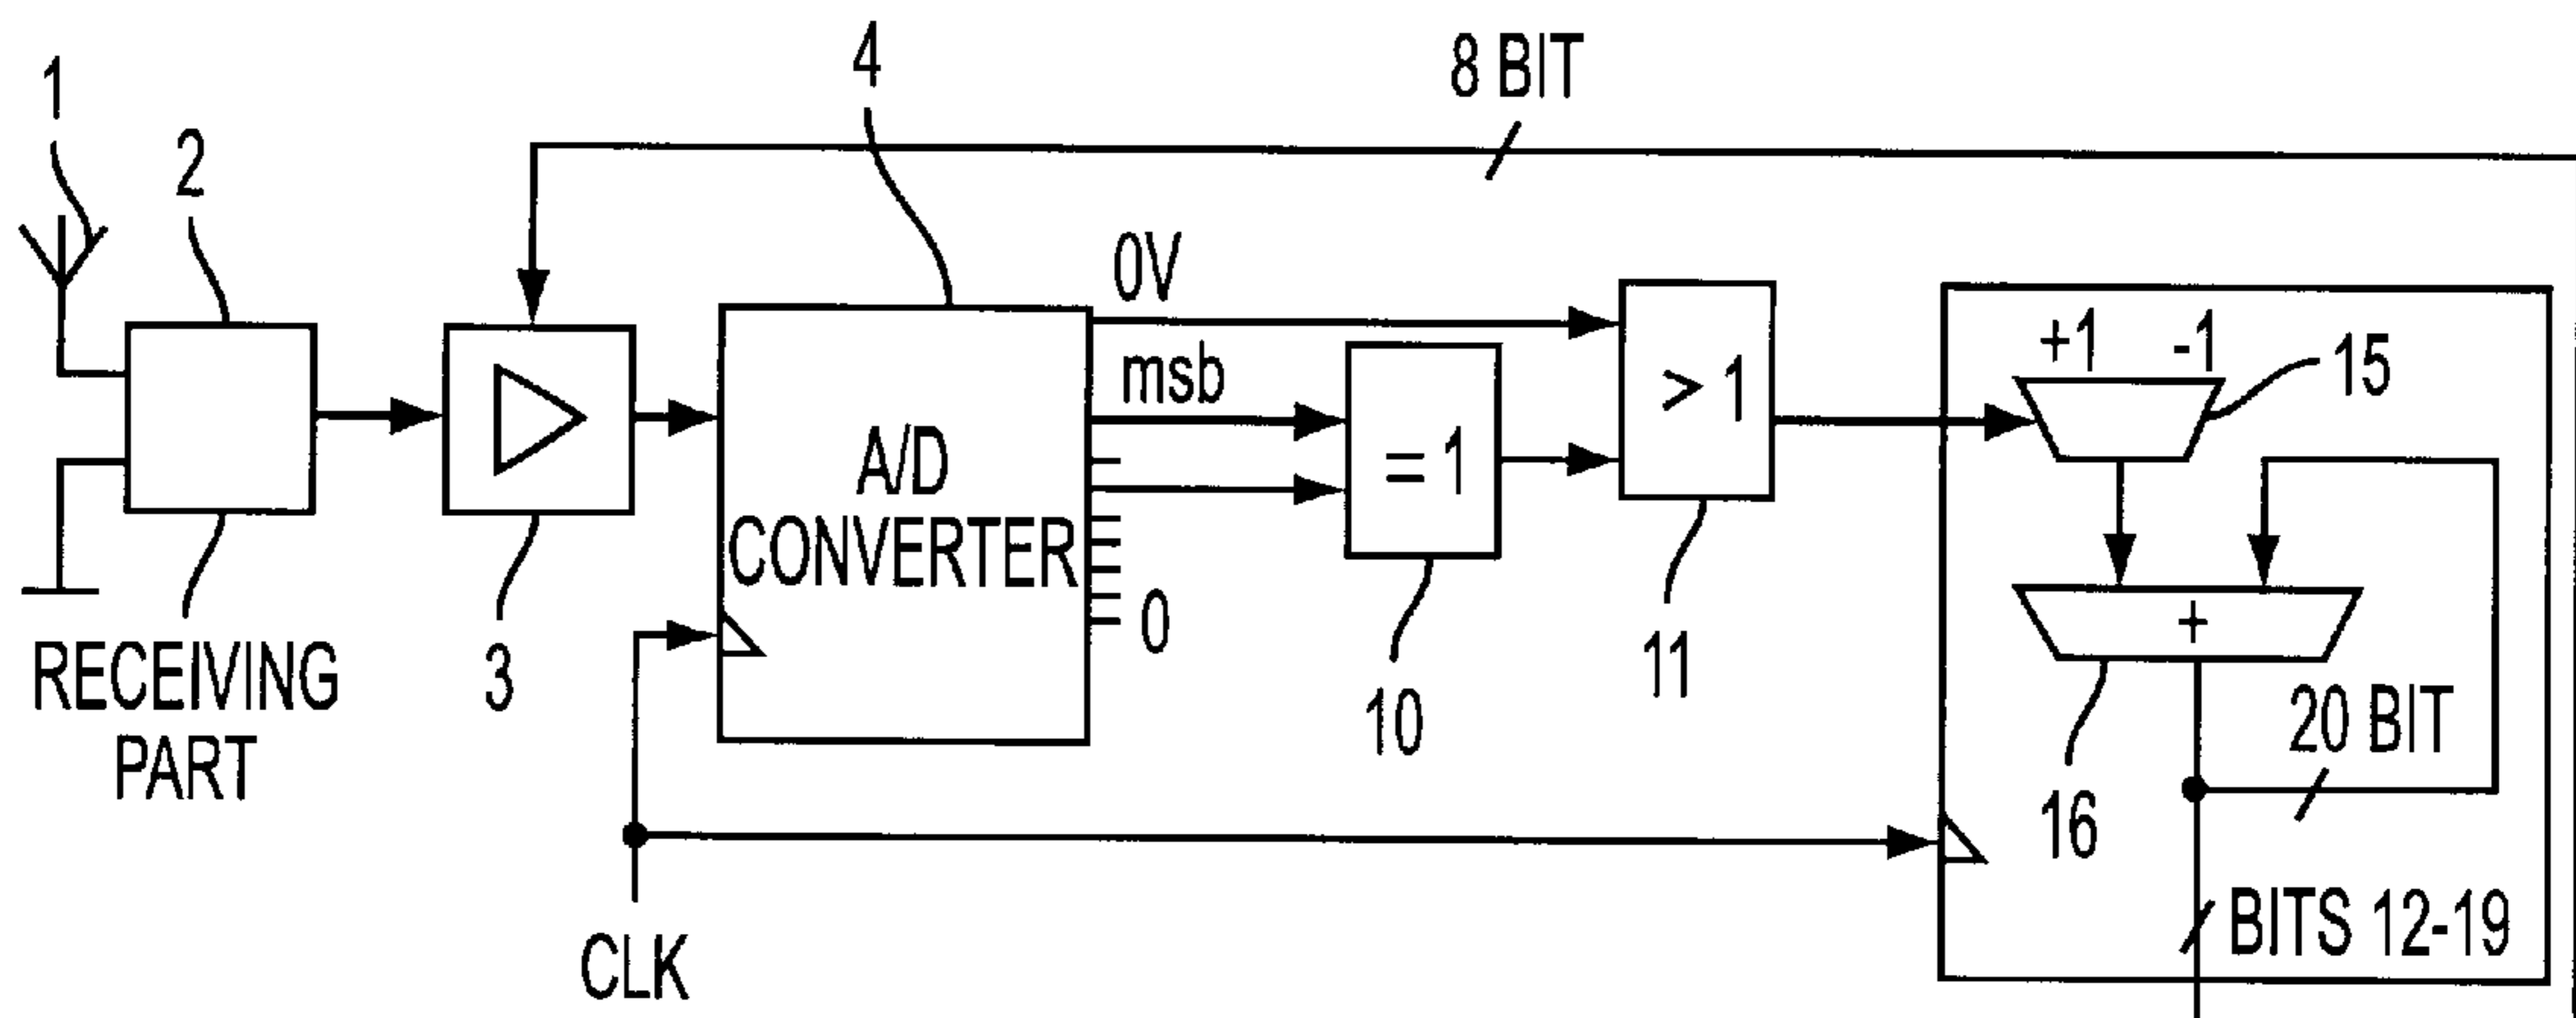 1
2
4
8 BIT
0V
msb
A/D
CONVERTER
0
= 1
> 1
+1 -1
15
+
20 BIT
16
BITS 12-19
RECEIVING
PART
3
10
11
CLK